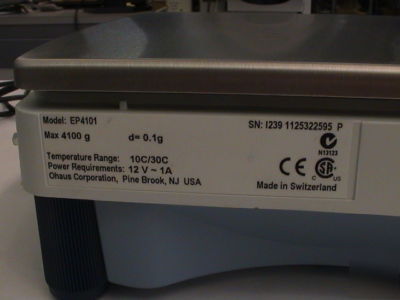 Model: EP4101
SN: I239 1125322595 P
Max 4100 g
d= 0.1g
N13123
Temperature Range: 10C/30C
Power Requirements: 12 V ~ 1A
Ohaus Corporation, Pine Brook, NJ USA
CE
C US
Made in Switzerland